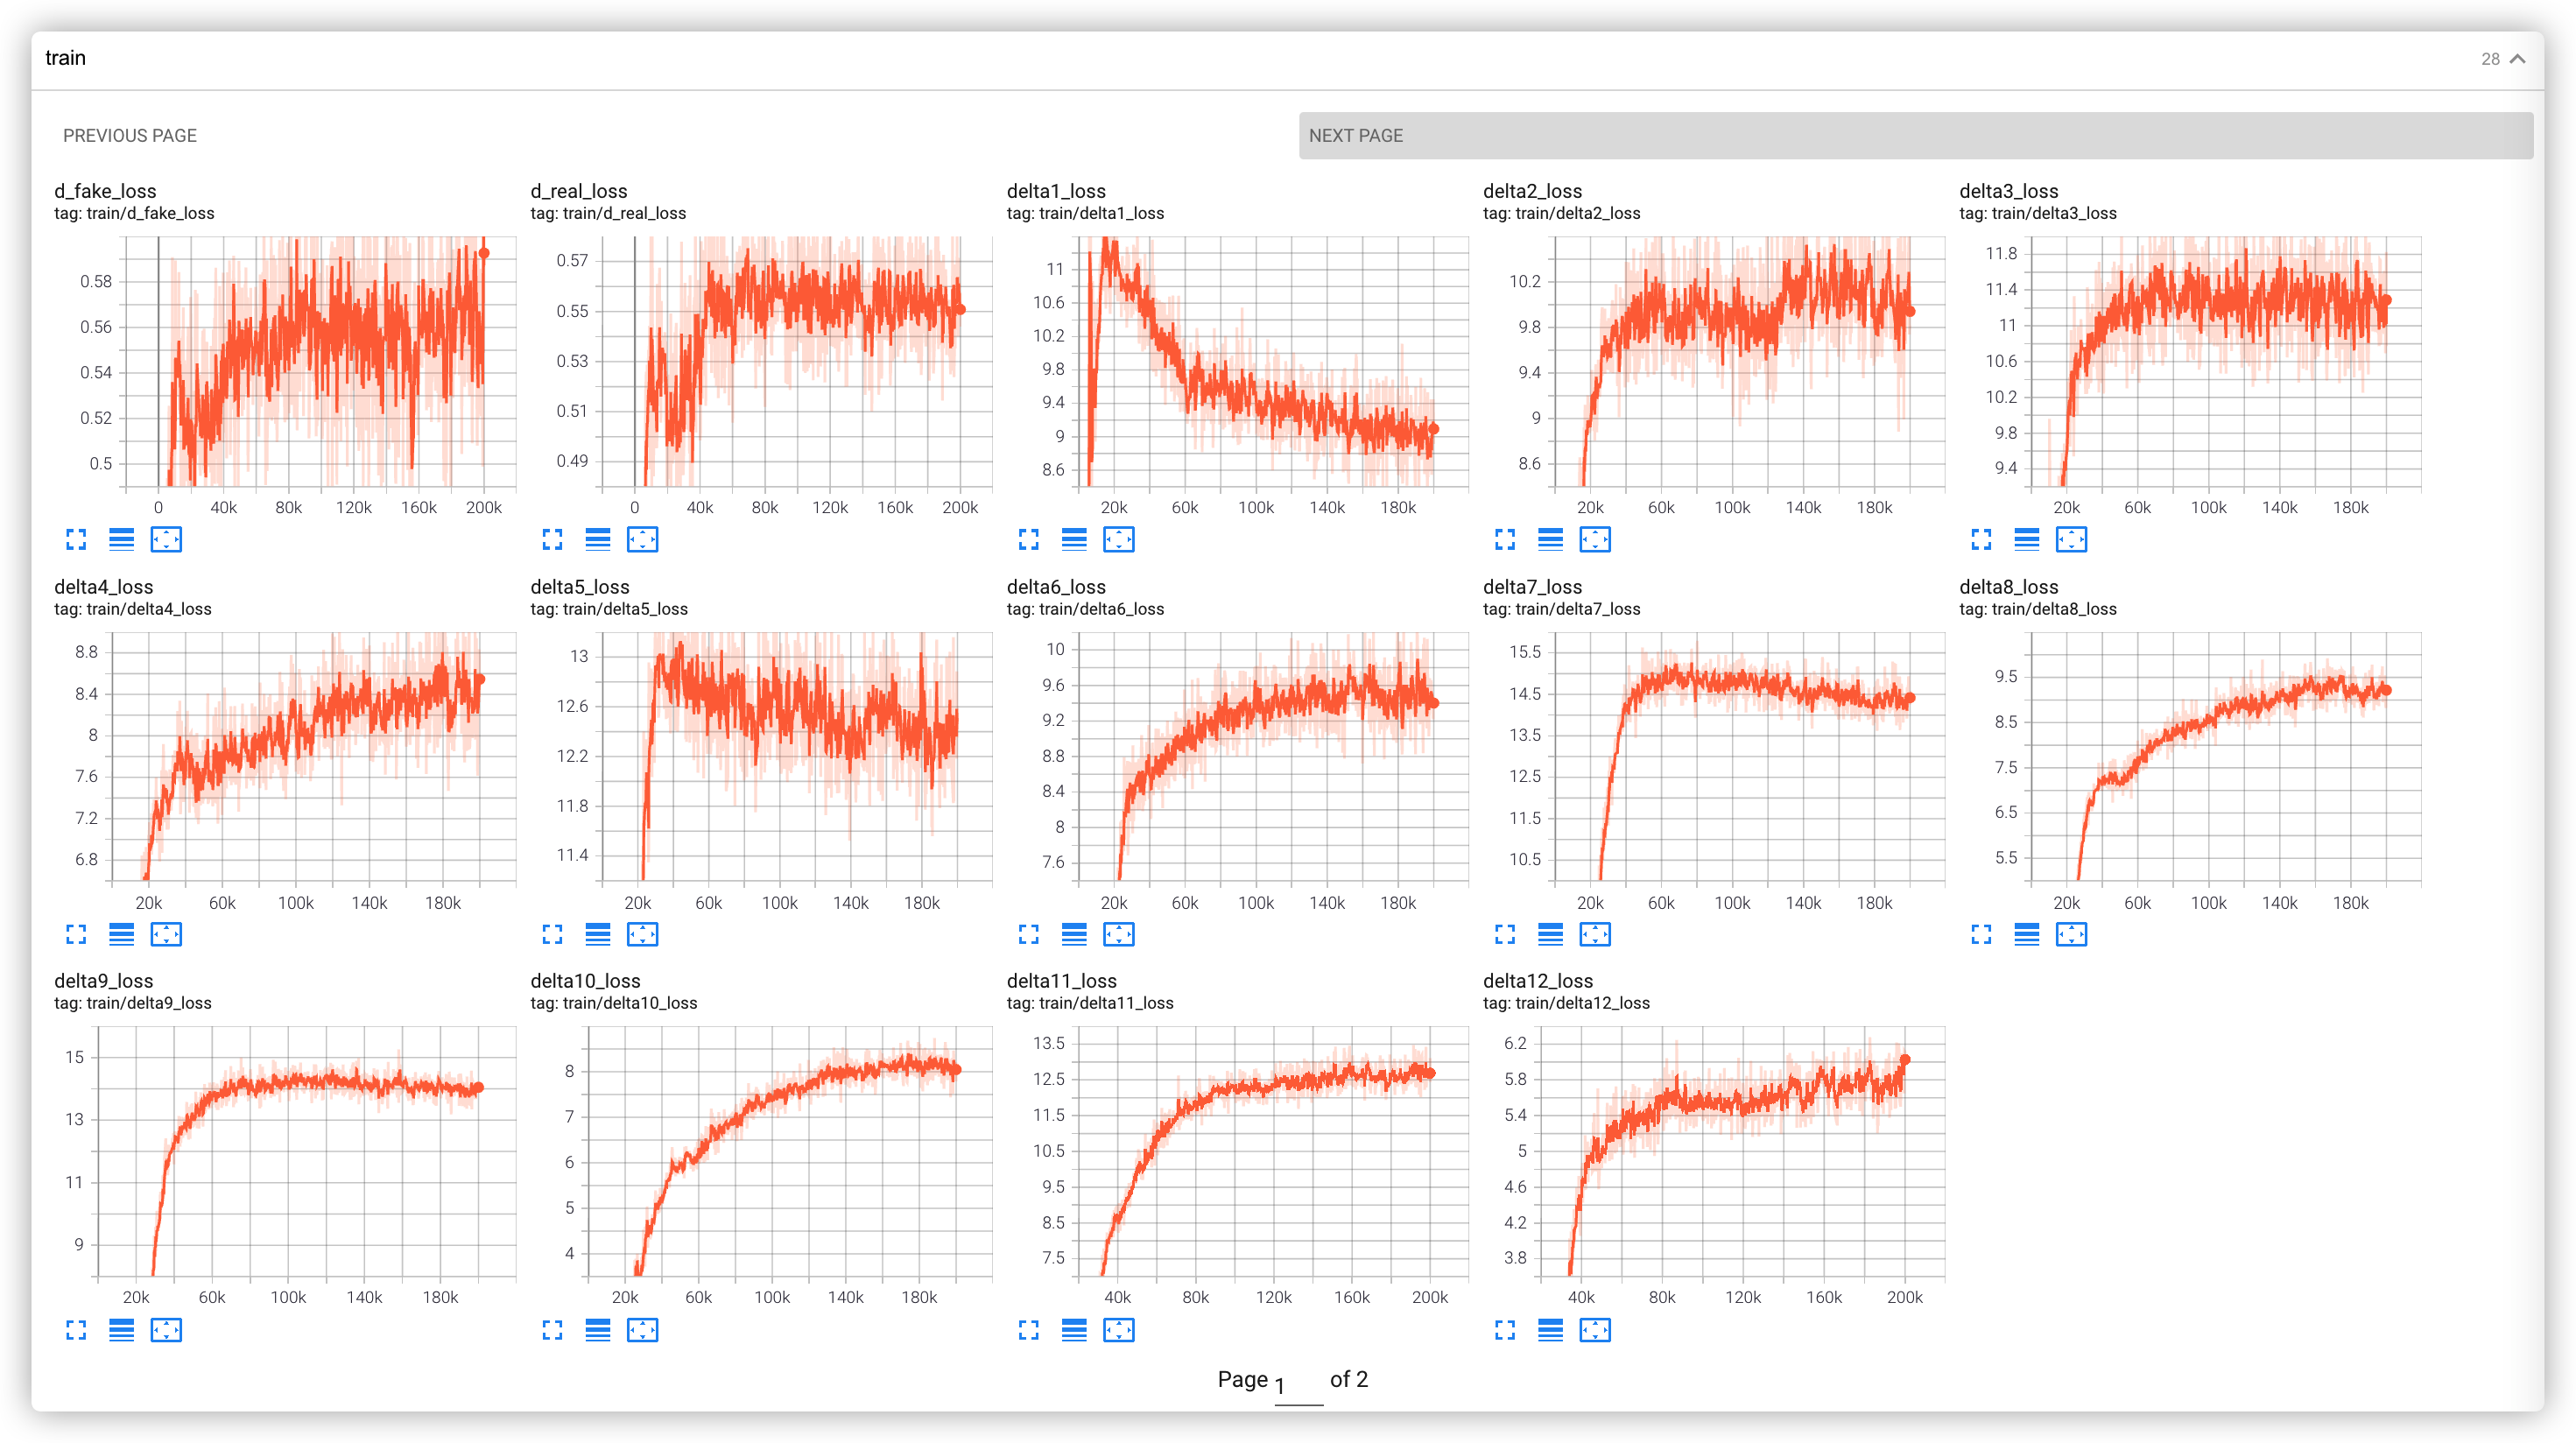 train
28
PREVIOUS PAGE
NEXT PAGE
d_fake_loss
tag: train/d_fake_loss
0.58
0.56
0.54
0.52
0.5
0 40k 80k 120k 160k 200k
d_real_loss
tag: train/d_real_loss
0.57
0.55
0.53
0.51
0.49
0 40k 80k 120k 160k 200k
delta1_loss
tag: train/delta1_loss
11
10.6
10.2
9.8
9.4
9
8.6
20k 60k 100k 140k 180k
delta2_loss
tag: train/delta2_loss
10.2
9.8
9.4
9
8.6
20k 60k 100k 140k 180k
delta3_loss
tag: train/delta3_loss
11.8
11.4
11
10.6
10.2
9.8
9.4
20k 60k 100k 140k 180k
delta4_loss
tag: train/delta4_loss
8.8
8.4
8
7.6
7.2
6.8
20k 60k 100k 140k 180k
delta5_loss
tag: train/delta5_loss
13
12.6
12.2
11.8
11.4
20k 60k 100k 140k 180k
delta6_loss
tag: train/delta6_loss
10
9.6
9.2
8.8
8.4
8
7.6
20k 60k 100k 140k 180k
delta7_loss
tag: train/delta7_loss
15.5
14.5
13.5
12.5
11.5
10.5
20k 60k 100k 140k 180k
delta8_loss
tag: train/delta8_loss
9.5
8.5
7.5
6.5
5.5
20k 60k 100k 140k 180k
delta9_loss
tag: train/delta9_loss
15
13
11
9
20k 60k 100k 140k 180k
delta10_loss
tag: train/delta10_loss
8
7
6
5
4
20k 60k 100k 140k 180k
delta11_loss
tag: train/delta11_loss
13.5
12.5
11.5
10.5
9.5
8.5
7.5
40k 80k 120k 160k 200k
delta12_loss
tag: train/delta12_loss
6.2
5.8
5.4
5
4.6
4.2
3.8
40k 80k 120k 160k 200k
Page 1 of 2